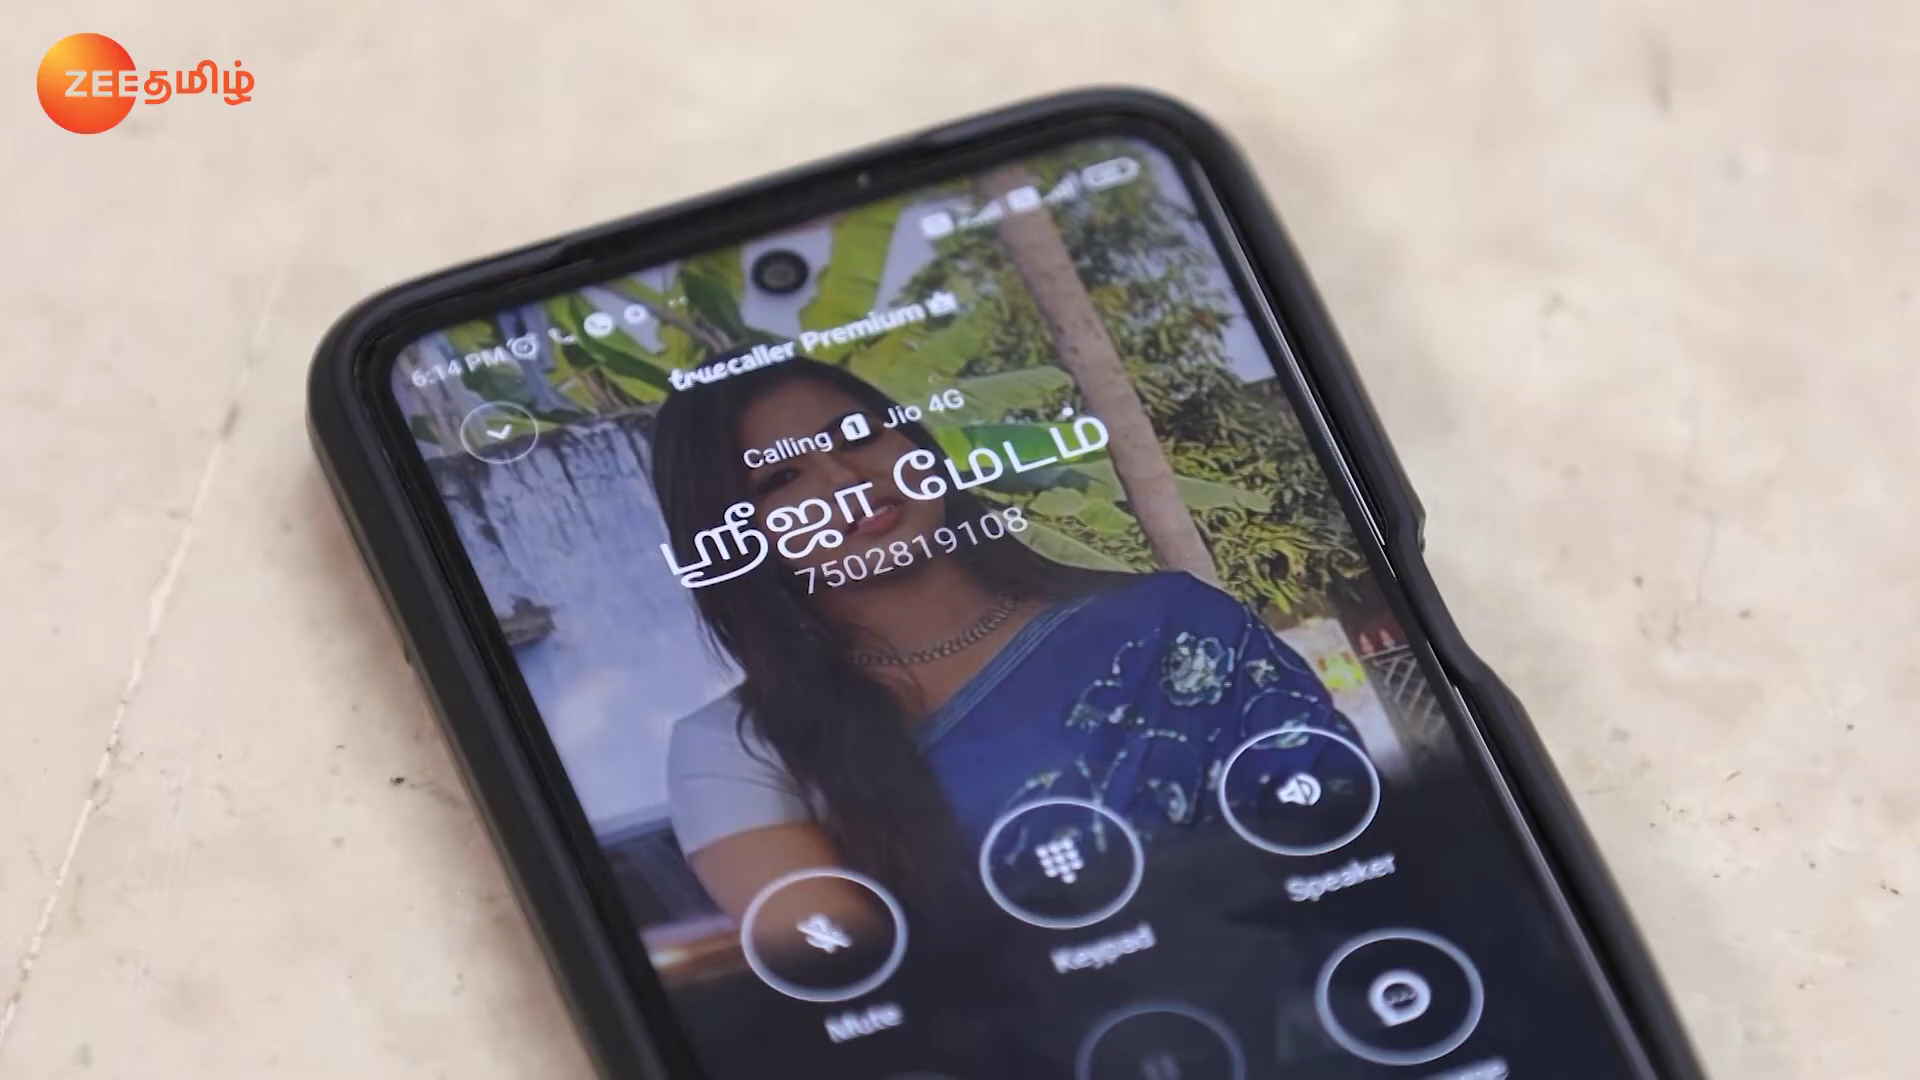 ZEEதமிழ்
6:14 PM
truecaller Premium
Calling 1 Jio 4G
ஸ்ரீஜா மேடம்
7502819108
Speaker
Keypad
Mute